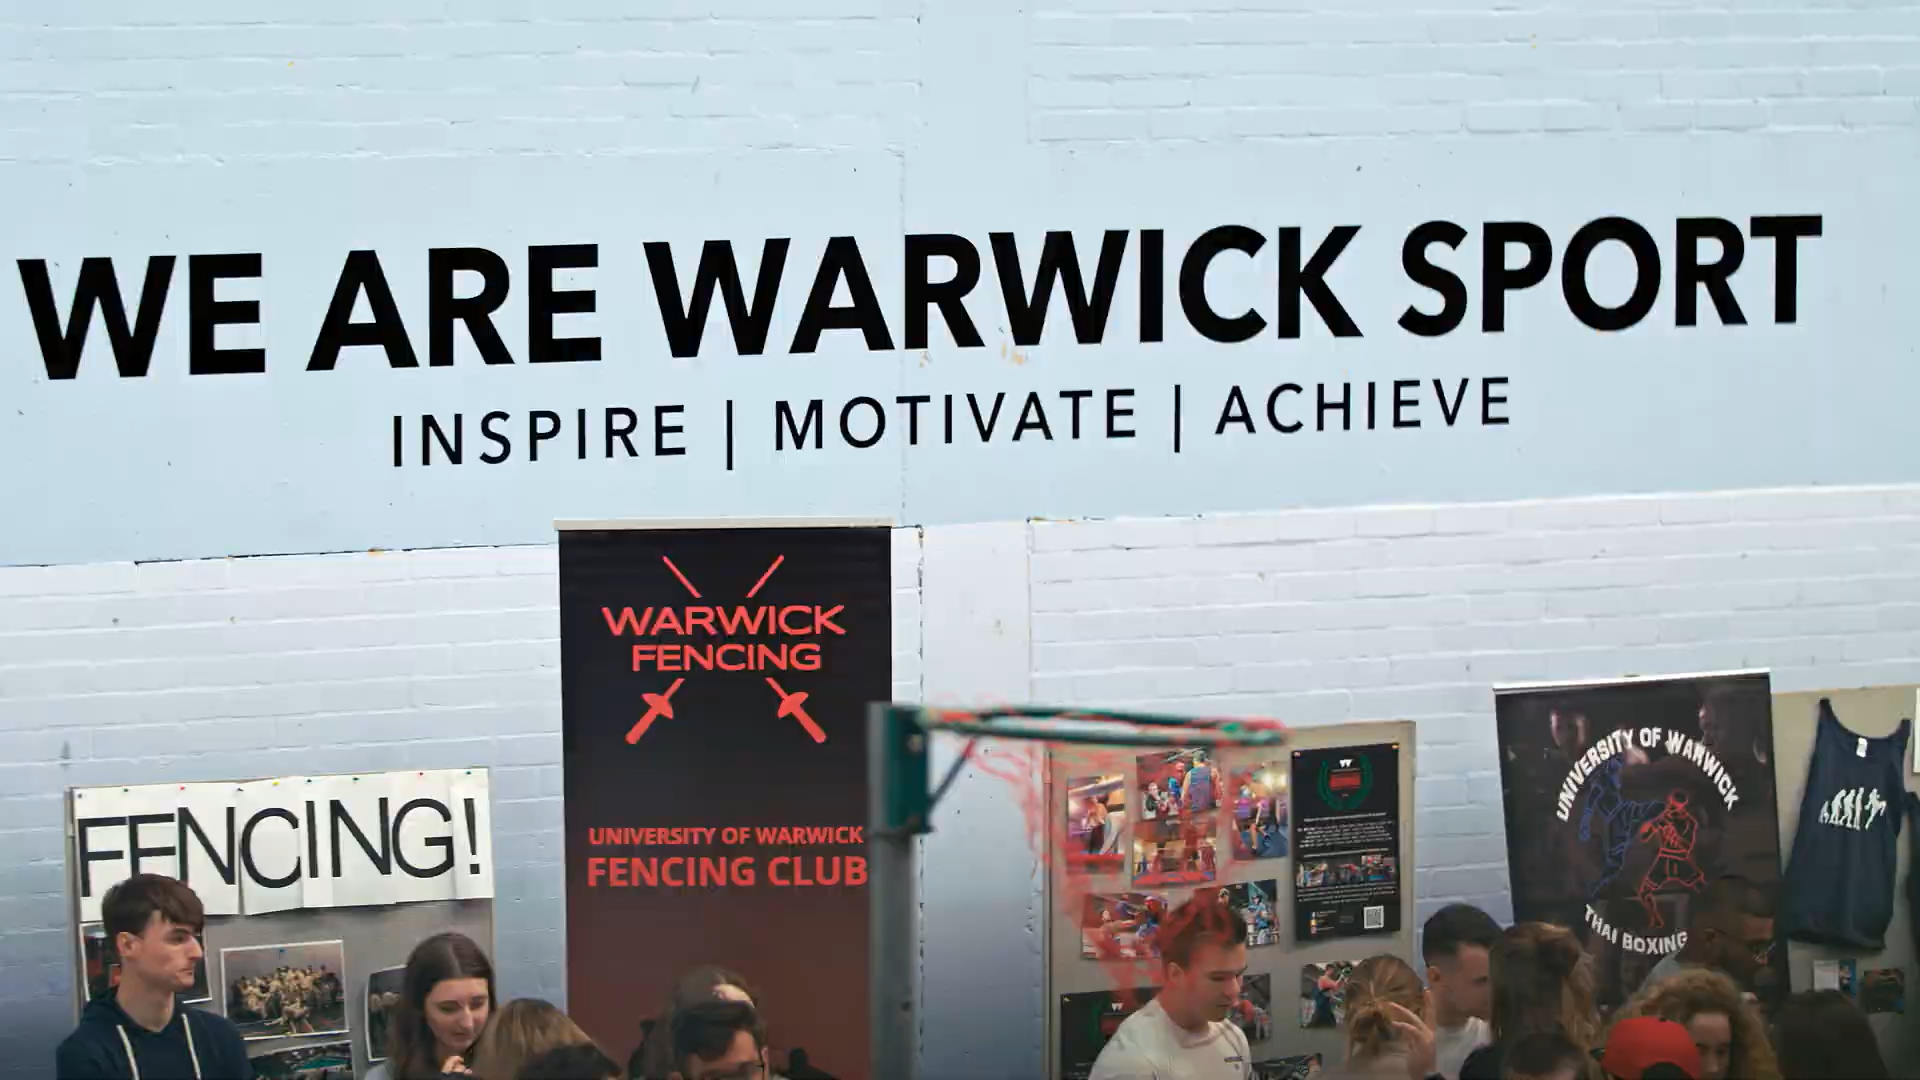 WE ARE WARWICK SPORT
INSPIRE | MOTIVATE | ACHIEVE
WARWICK
FENCING
UNIVERSITY OF WARWICK
FENCING CLUB
FENCING!
UNIVERSITY OF WARWICK
THAI BOXING